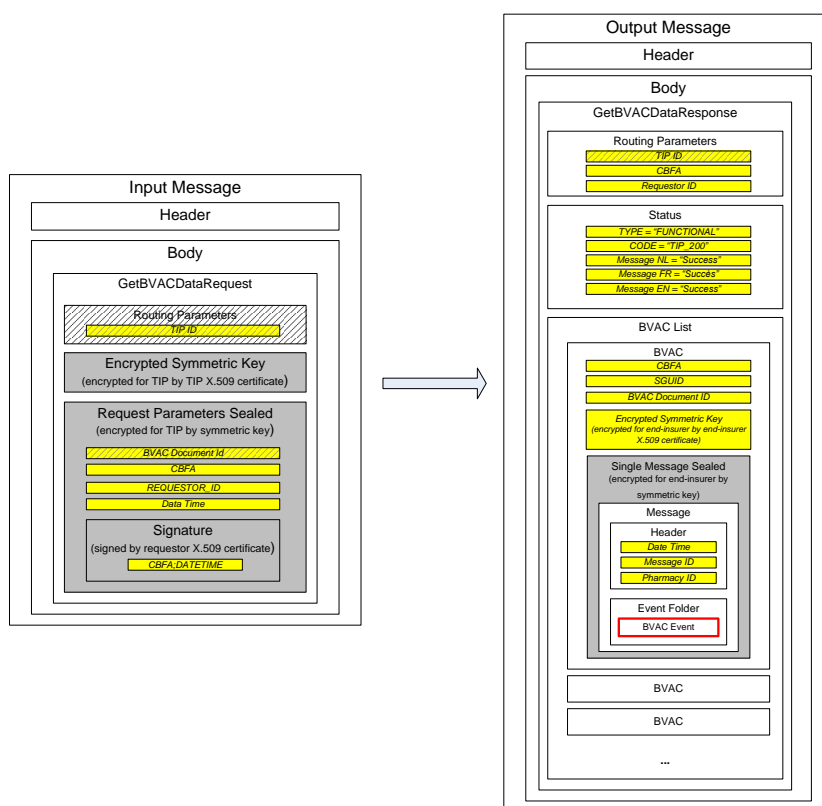 Input Message
Header
Body
GetBVACDataRequest
Routing Parameters
TIP ID
Encrypted Symmetric Key
(encrypted for TIP by TIP X.509 certificate)
Request Parameters Sealed
(encrypted for TIP by symmetric key)
BVAC Document Id
CBFA
REQUESTOR_ID
Data Time
Signature
(signed by requestor X.509 certificate)
CBFA;DATETIME
Output Message
Header
Body
GetBVACDataResponse
Routing Parameters
TIP ID
CBFA
Requestor ID
Status
TYPE = “FUNCTIONAL”
CODE = “TIP_200”
Message NL = “Success”
Message FR = “Succès”
Message EN = “Success”
BVAC List
BVAC
CBFA
SGUID
BVAC Document ID
Encrypted Symmetric Key
(encrypted for end-insurer by end-insurer
X.509 certificate)
Single Message Sealed
(encrypted for end-insurer by
symmetric key)
Message
Header
Date Time
Message ID
Pharmacy ID
Event Folder
BVAC Event
BVAC
BVAC
...